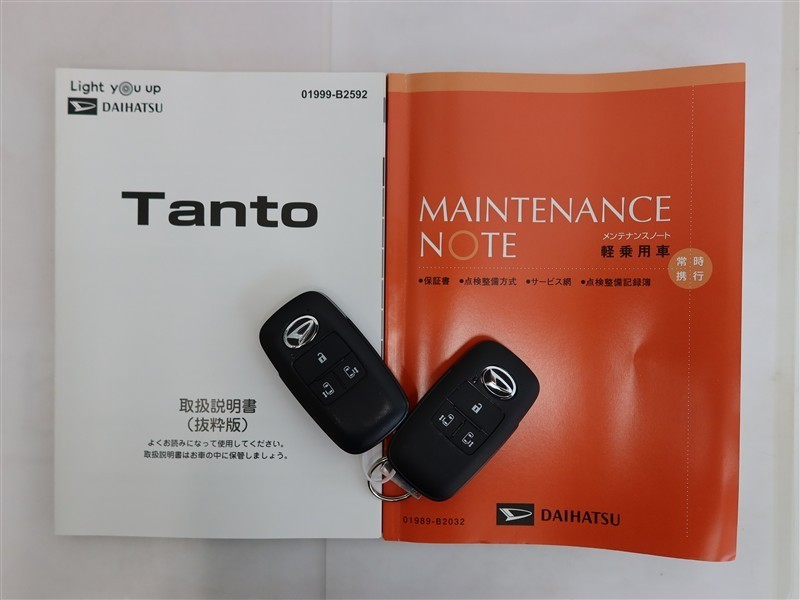 Light you up
DAIHATSU
01999-B2592
Tanto
取扱説明書
（抜粋版）
よくお読みになって使用してください。
取扱説明書はお車の中に保管しましょう。
MAINTENANCE
NOTE
メンテナンスノート
軽乗用車
常時
携行
●保証書 ●点検整備方式 ●サービス網 ●点検整備記録簿
01989-B2032
DAIHATSU